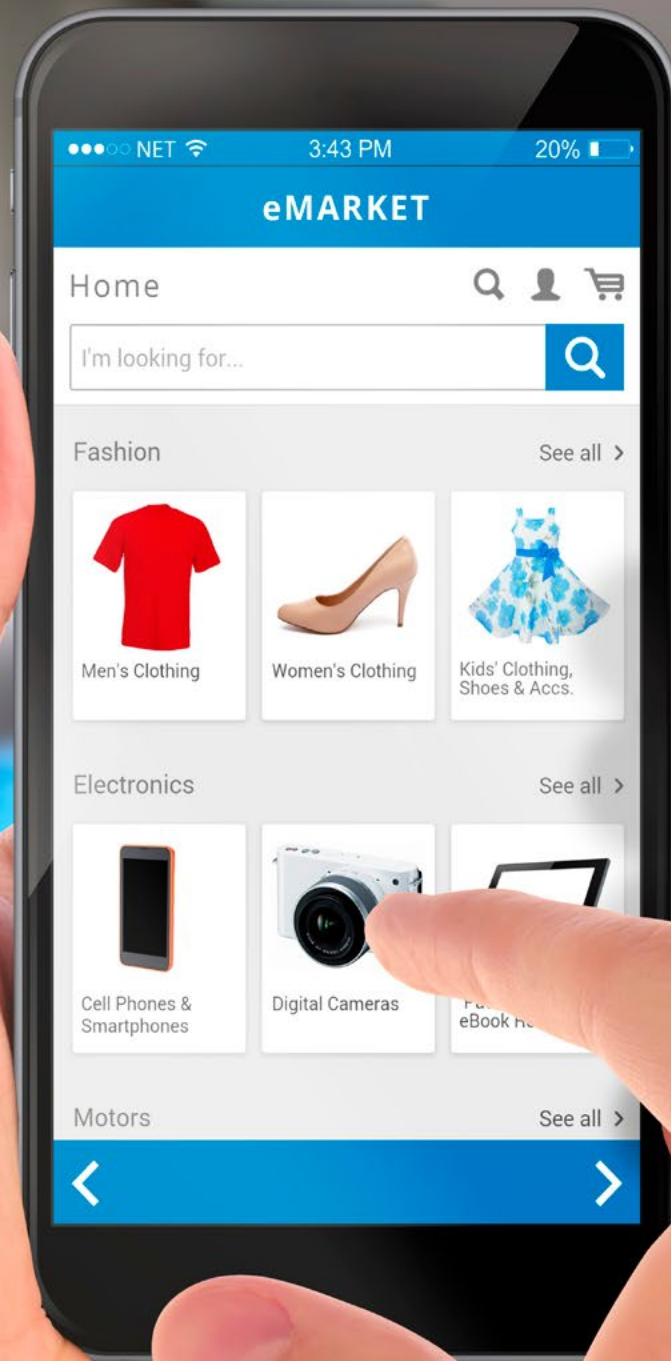 NET 3:43 PM 20%
eMARKET
Home
I'm looking for...
Fashion See all
Men's Clothing
Women's Clothing
Kids' Clothing,
Shoes & Accs.
Electronics See all
Cell Phones &
Smartphones
Digital Cameras
eBook
Motors See all